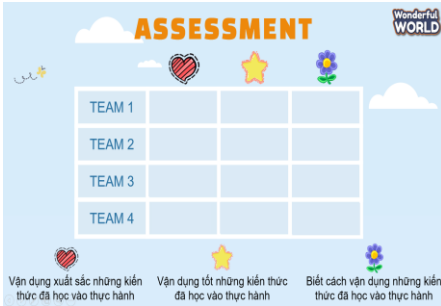 ASSESSMENT
Wonderful
WORLD
TEAM 1
TEAM 2
TEAM 3
TEAM 4
Vận dụng xuất sắc những kiến
thức đã học vào thực hành
Vận dụng tốt những kiến thức
đã học vào thực hành
Biết cách vận dụng những kiến
thức đã học vào thực hành